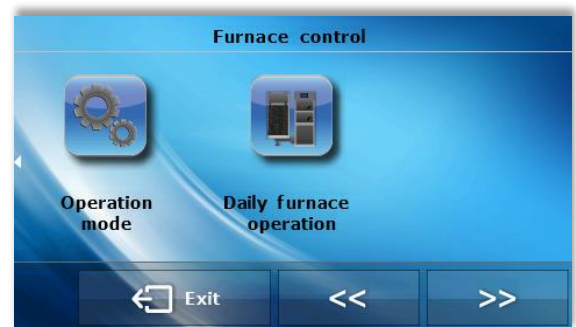 Furnace control
Operation
mode
Daily furnace
operation
Exit
<<
>>